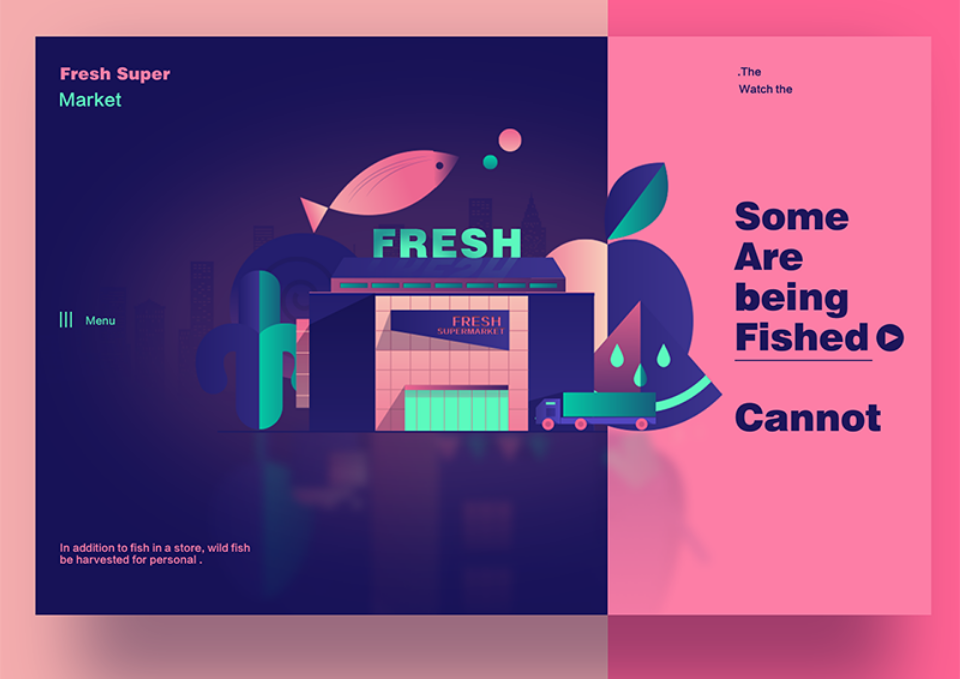 Fresh Super
Market
.The
Watch the
FRESH
FRESH
SUPERMARKET
Menu
Some
Are
being
Fished
Cannot
In addition to fish in a store, wild fish
be harvested for personal .